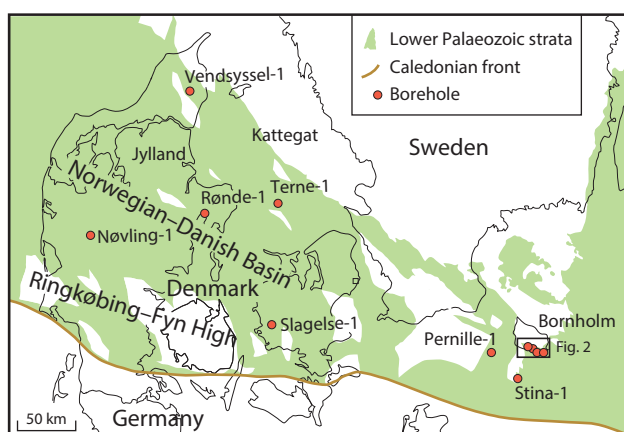 Lower Palaeozoic strata
Caledonian front
Borehole
Vendsyssel-1
Kattegat
Sweden
Jylland
Norwegian–Danish Basin
Rønde-1
Terne-1
Nøvling-1
Ringkøbing–Fyn High
Denmark
Slagelse-1
Pernille-1
Bornholm
Fig. 2
Stina-1
50 km
Germany